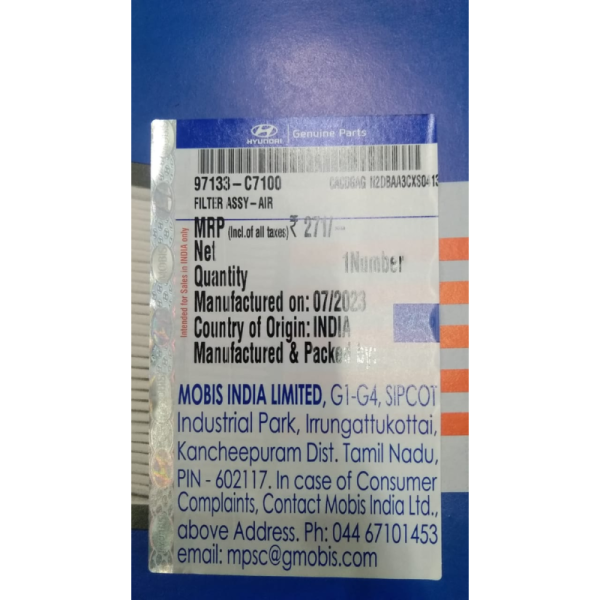 HYUNDAI | Genuine Parts
97133-C7100
FILTER ASSY-AIR
MRP (Incl.of all taxes) ₹ 271/-
Net
Quantity 1Number
Manufactured on: 07/2023
Country of Origin: INDIA
Manufactured & Packed by:
Intended for Sales in INDIA only
MOBIS INDIA LIMITED, G1-G4, SIPCOT
Industrial Park, Irrungattukottai,
Kancheepuram Dist. Tamil Nadu,
PIN - 602117. In case of Consumer
Complaints, Contact Mobis India Ltd.,
above Address. Ph: 044 67101453
email: mpsc@gmobis.com